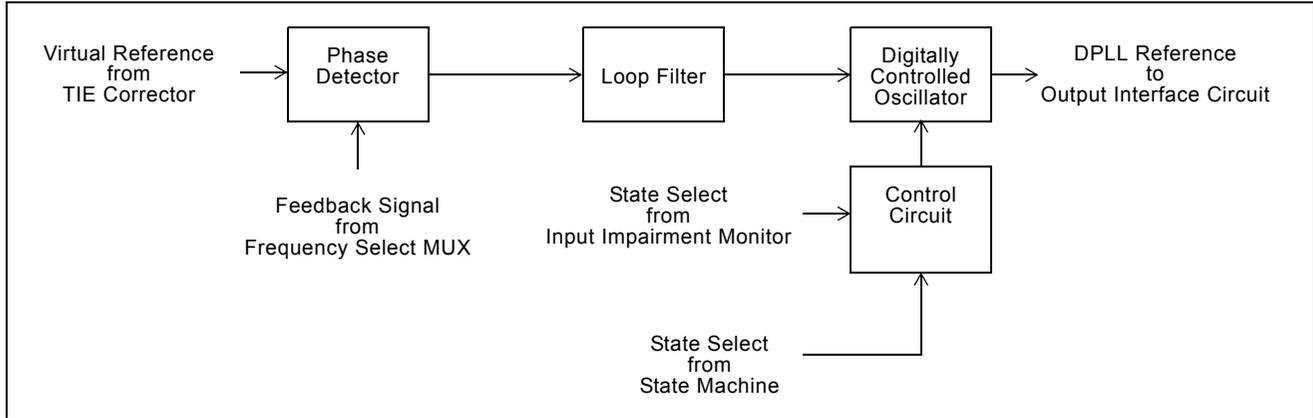 Virtual Reference
from
TIE Corrector
Phase
Detector
Loop Filter
Digitally
Controlled
Oscillator
DPLL Reference
to
Output Interface Circuit
Feedback Signal
from
Frequency Select MUX
State Select
from
Input Impairment Monitor
Control
Circuit
State Select
from
State Machine